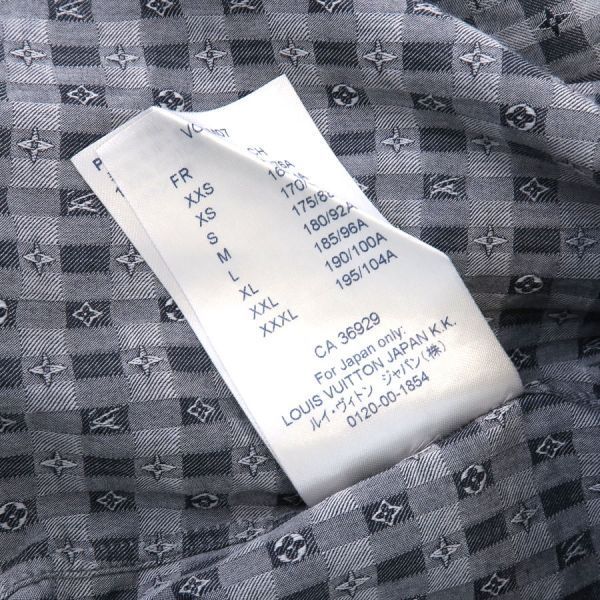 FR
XXS
XS 170
S 175/88
M 180/92A
L 185/96A
XL 190/100A
XXL 195/104A
XXXL
CA 36929
For Japan only:
LOUIS VUITTON JAPAN K.K.
ルイ・ヴィトン ジャパン(株)
0120-00-1854